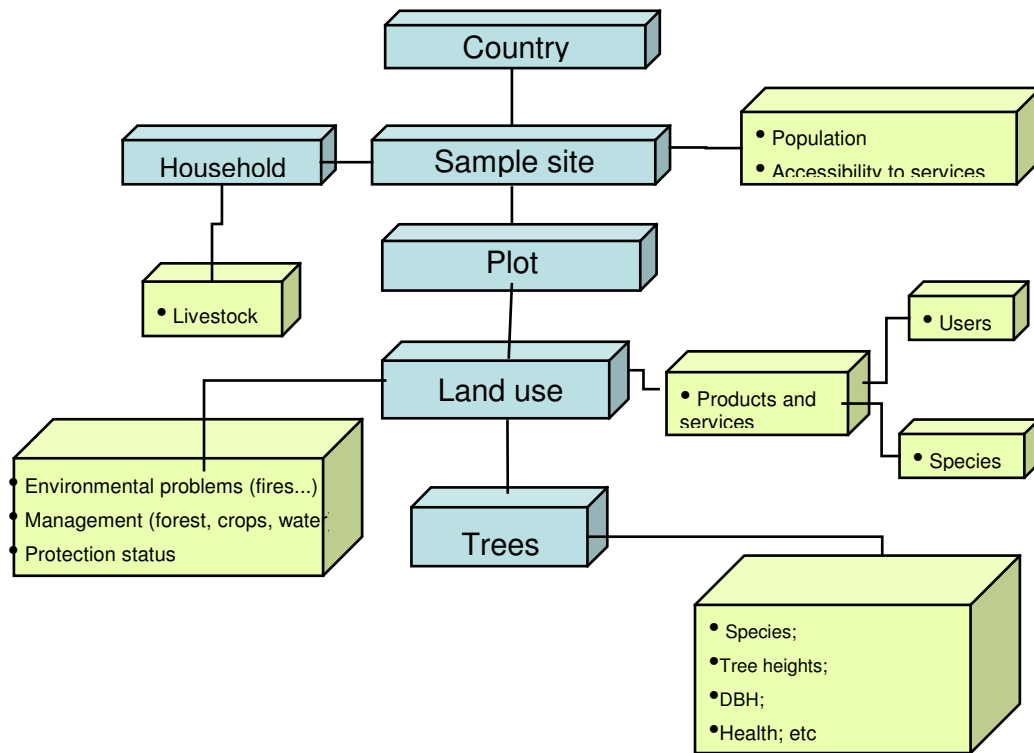 Country
• Population
• Accessibility to services
Household
Sample site
Plot
• Livestock
• Users
Land use
• Products and
services
• Species
• Environmental problems (fires...)
• Management (forest, crops, water)
• Protection status
Trees
• Species;
• Tree heights;
• DBH;
• Health; etc